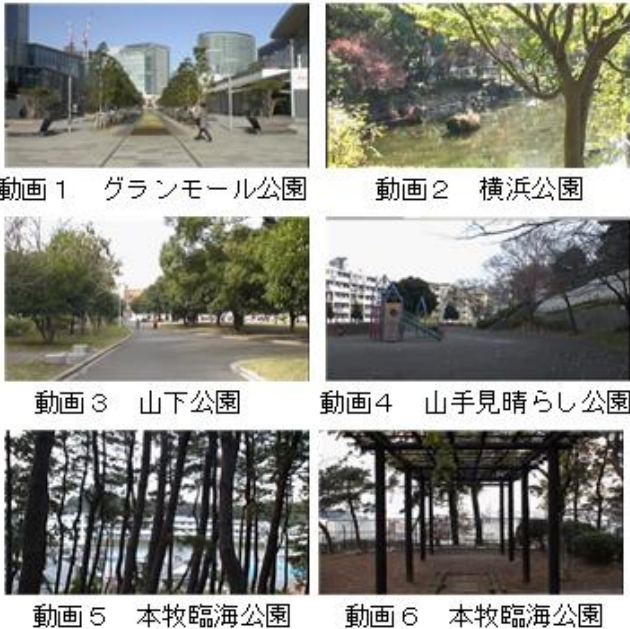 動画1　グランモール公園
動画2　横浜公園
動画3　山下公園
動画4　山手見晴らし公園
動画5　本牧臨海公園
動画6　本牧臨海公園